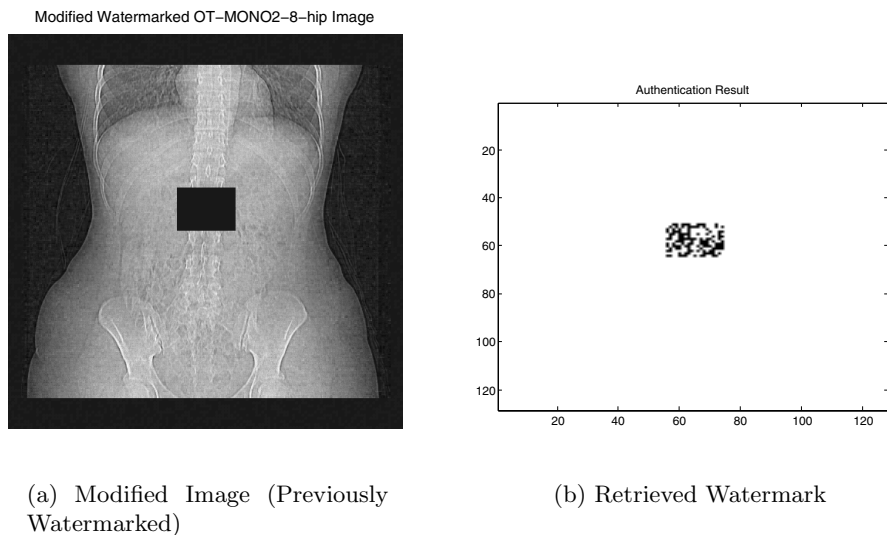 Modified Watermarked OT−MONO2−8−hip Image
Authentication Result
20
40
60
80
100
120
20
40
60
80
100
120
(a) Modified Image (Previously
Watermarked)
(b) Retrieved Watermark